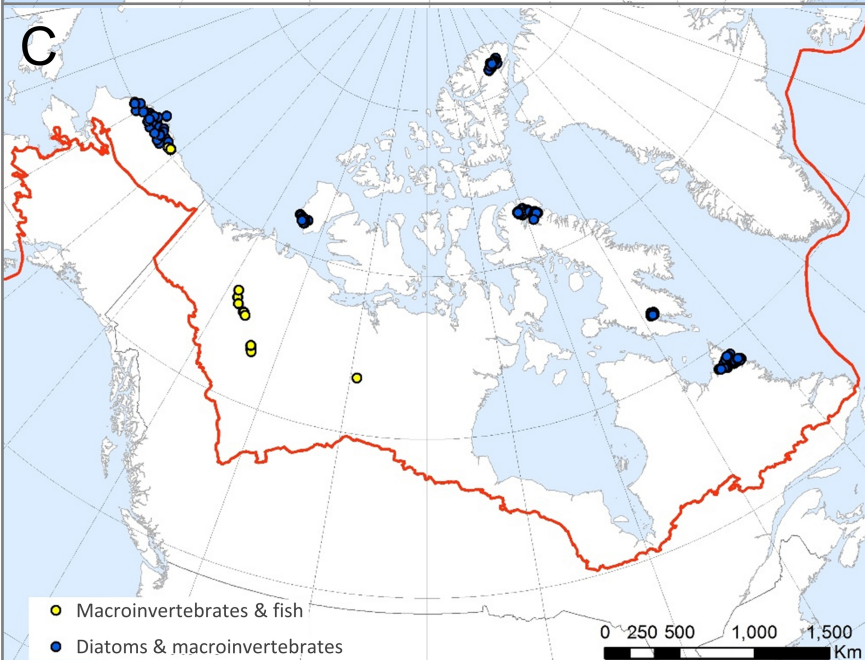 C
Macroinvertebrates & fish
Diatoms & macroinvertebrates
0 250 500 1,000 1,500
Km